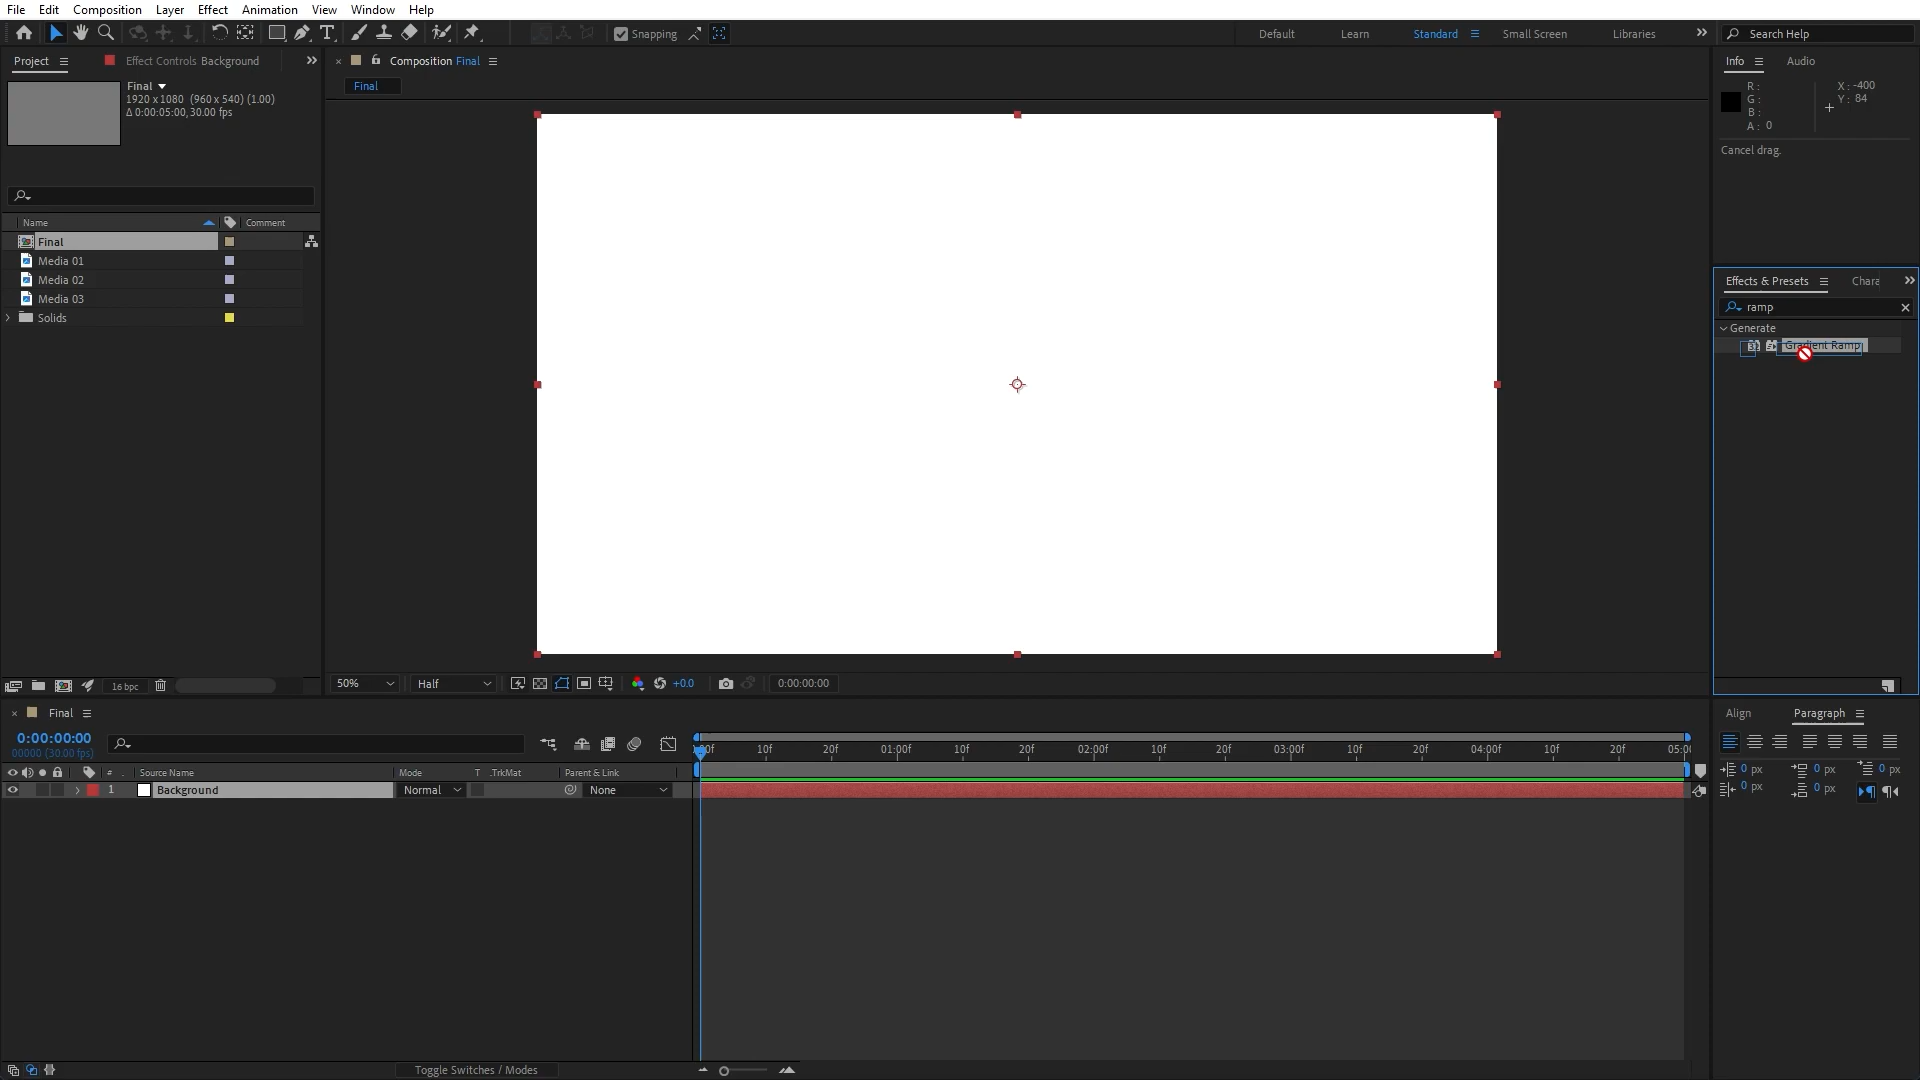 File Edit Composition Layer Effect Animation View Window Help
Snapping
Default Learn Standard Small Screen Libraries
Search Help
Project Effect Controls Background
Composition Final
Info Audio
Final
Final
1920 x 1080 (960 x 540) (1.00)
Δ 0:00:05:00, 30.00 fps
R :
G :
B :
A : 0
X : -400
Y : 84
Cancel drag.
Name Comment
Final
Media 01
Media 02
Media 03
Solids
Effects & Presets Chara
ramp
Generate
Gradient Ramp
16 bpc
50% Half +0.0 0:00:00:00
Final
0:00:00:00
00000 (30.00 fps)
10f 20f 01:00f 10f 20f 02:00f 10f 20f 03:00f 10f 20f 04:00f 10f 20f 05:00
# . Source Name Mode T .TrkMat Parent & Link
1 Background Normal None
Align Paragraph
0 px 0 px 0 px
0 px 0 px
Toggle Switches / Modes